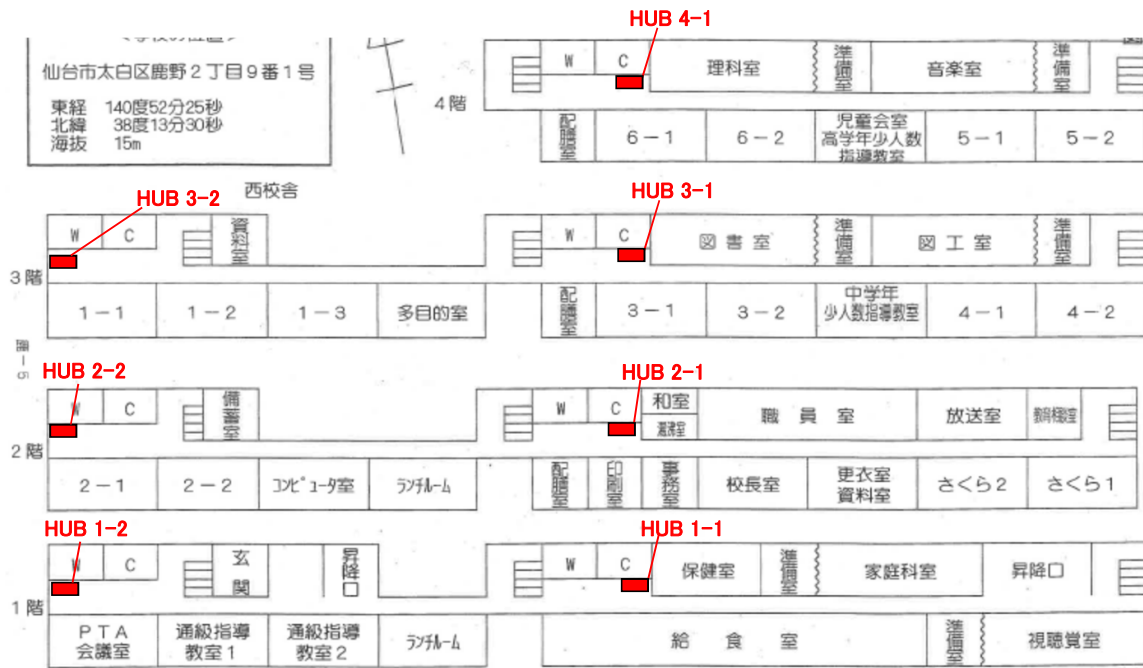 HUB 4-1
仙台市太白区鹿野2丁目9番1号
東経 140度52分25秒
北緯 38度13分30秒
海抜 15m
4階
W C 理科室 準備室 音楽室 準備室
配膳室 6-1 6-2 児童会室 高学年少人数指導教室 5-1 5-2
西校舎
HUB 3-2
HUB 3-1
W C 資料室 W C 図書室 準備室 図工室 準備室
3階
1-1 1-2 1-3 多目的室 配膳室 3-1 3-2 中学年 少人数指導教室 4-1 4-2
HUB 2-2
HUB 2-1
W C 備蓄室 W C 和室 湯沸室 職員室 放送室
2階
2-1 2-2 コンピュータ室 ランチルーム 配膳室 印刷室 事務室 校長室 更衣室 資料室 さくら2 さくら1
HUB 1-2
HUB 1-1
W C 玄関 昇降口 W C 保健室 準備室 家庭科室 昇降口
1階
PTA会議室 通級指導教室1 通級指導教室2 ランチルーム 給食室 準備室 視聴覚室